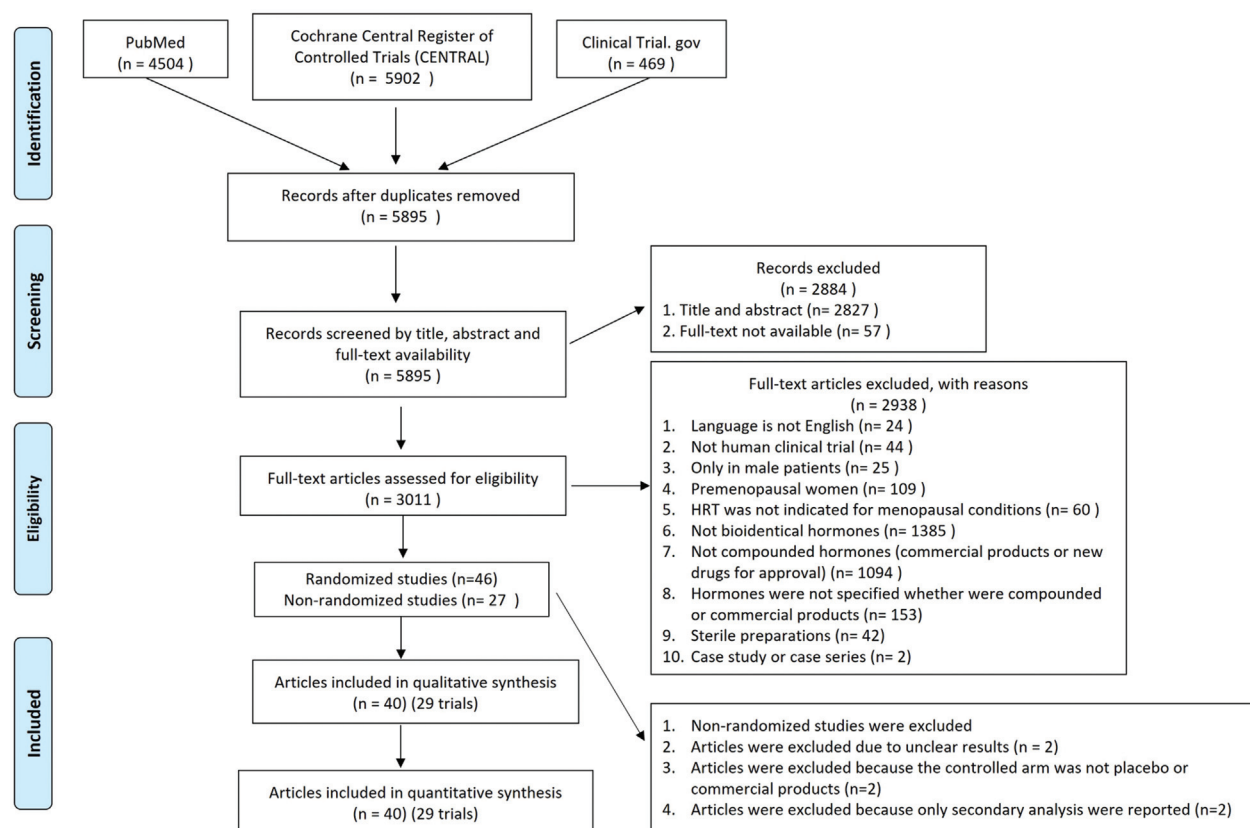 Identification
PubMed
(n = 4504 )
Cochrane Central Register of
Controlled Trials (CENTRAL)
(n = 5902 )
Clinical Trial. gov
(n = 469 )
Records after duplicates removed
(n = 5895 )
Screening
Records screened by title, abstract and
full-text availability
(n = 5895 )
Records excluded
(n = 2884 )
1. Title and abstract (n= 2827 )
2. Full-text not available (n= 57 )
Eligibility
Full-text articles assessed for eligibility
(n = 3011 )
Full-text articles excluded, with reasons
(n = 2938 )
1. Language is not English (n= 24 )
2. Not human clinical trial (n= 44 )
3. Only in male patients (n= 25 )
4. Premenopausal women (n= 109 )
5. HRT was not indicated for menopausal conditions (n= 60 )
6. Not bioidentical hormones (n= 1385 )
7. Not compounded hormones (commercial products or new
drugs for approval) (n= 1094 )
8. Hormones were not specified whether were compounded
or commercial products (n= 153)
9. Sterile preparations (n= 42)
10. Case study or case series (n= 2)
Randomized studies (n=46)
Non-randomized studies (n= 27 )
Included
Articles included in qualitative synthesis
(n = 40) (29 trials)
Articles included in quantitative synthesis
(n = 40) (29 trials)
1. Non-randomized studies were excluded
2. Articles were excluded due to unclear results (n = 2)
3. Articles were excluded because the controlled arm was not placebo or
commercial products (n=2)
4. Articles were excluded because only secondary analysis were reported (n=2)